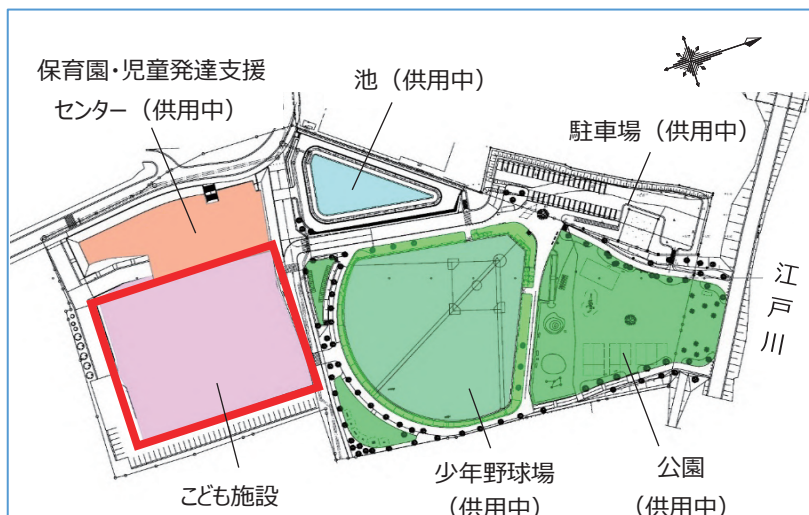 保育園・児童発達支援
センター（供用中）
池（供用中）
駐車場（供用中）
江戸川
こども施設
少年野球場
（供用中）
公園
（供用中）